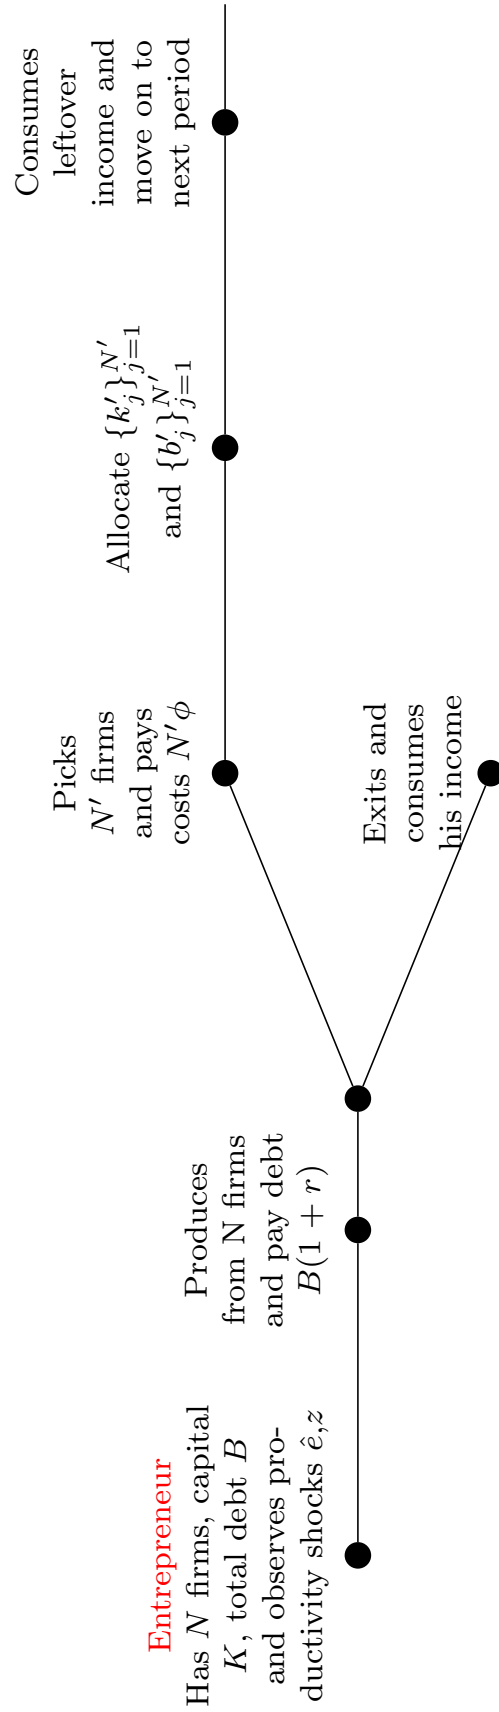 Entrepreneur
Has $N$ firms, capital
$K$, total debt $B$
and observes pro-
ductivity shocks $\hat{e}$,$z$
Produces
from N firms
and pay debt
$B(1+r)$
Picks
$N'$ firms
and pays
costs $N'\phi$
Allocate $\{k'_j\}_{j=1}^{N'}$
and $\{b'_j\}_{j=1}^{N'}$
Consumes
leftover
income and
move on to
next period
Exits and
consumes
his income